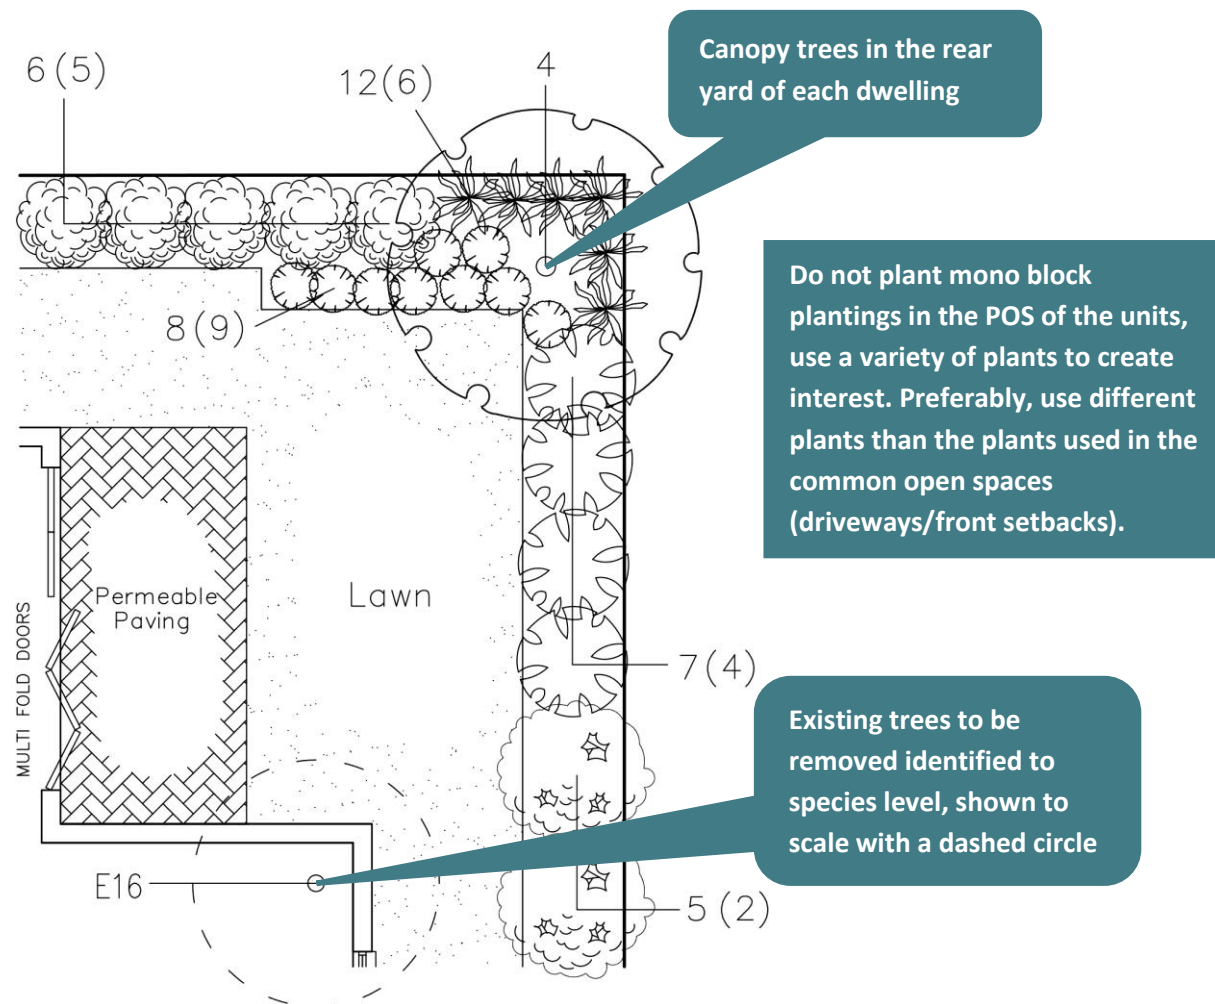 Canopy trees in the rear
yard of each dwelling
6 (5)
12(6)
4
8(9)
Do not plant mono block
plantings in the POS of the units,
use a variety of plants to create
interest. Preferably, use different
plants than the plants used in the
common open spaces
(driveways/front setbacks).
MULTI FOLD DOORS
Permeable
Paving
Lawn
7(4)
Existing trees to be
removed identified to
species level, shown to
scale with a dashed circle
E16
5 (2)